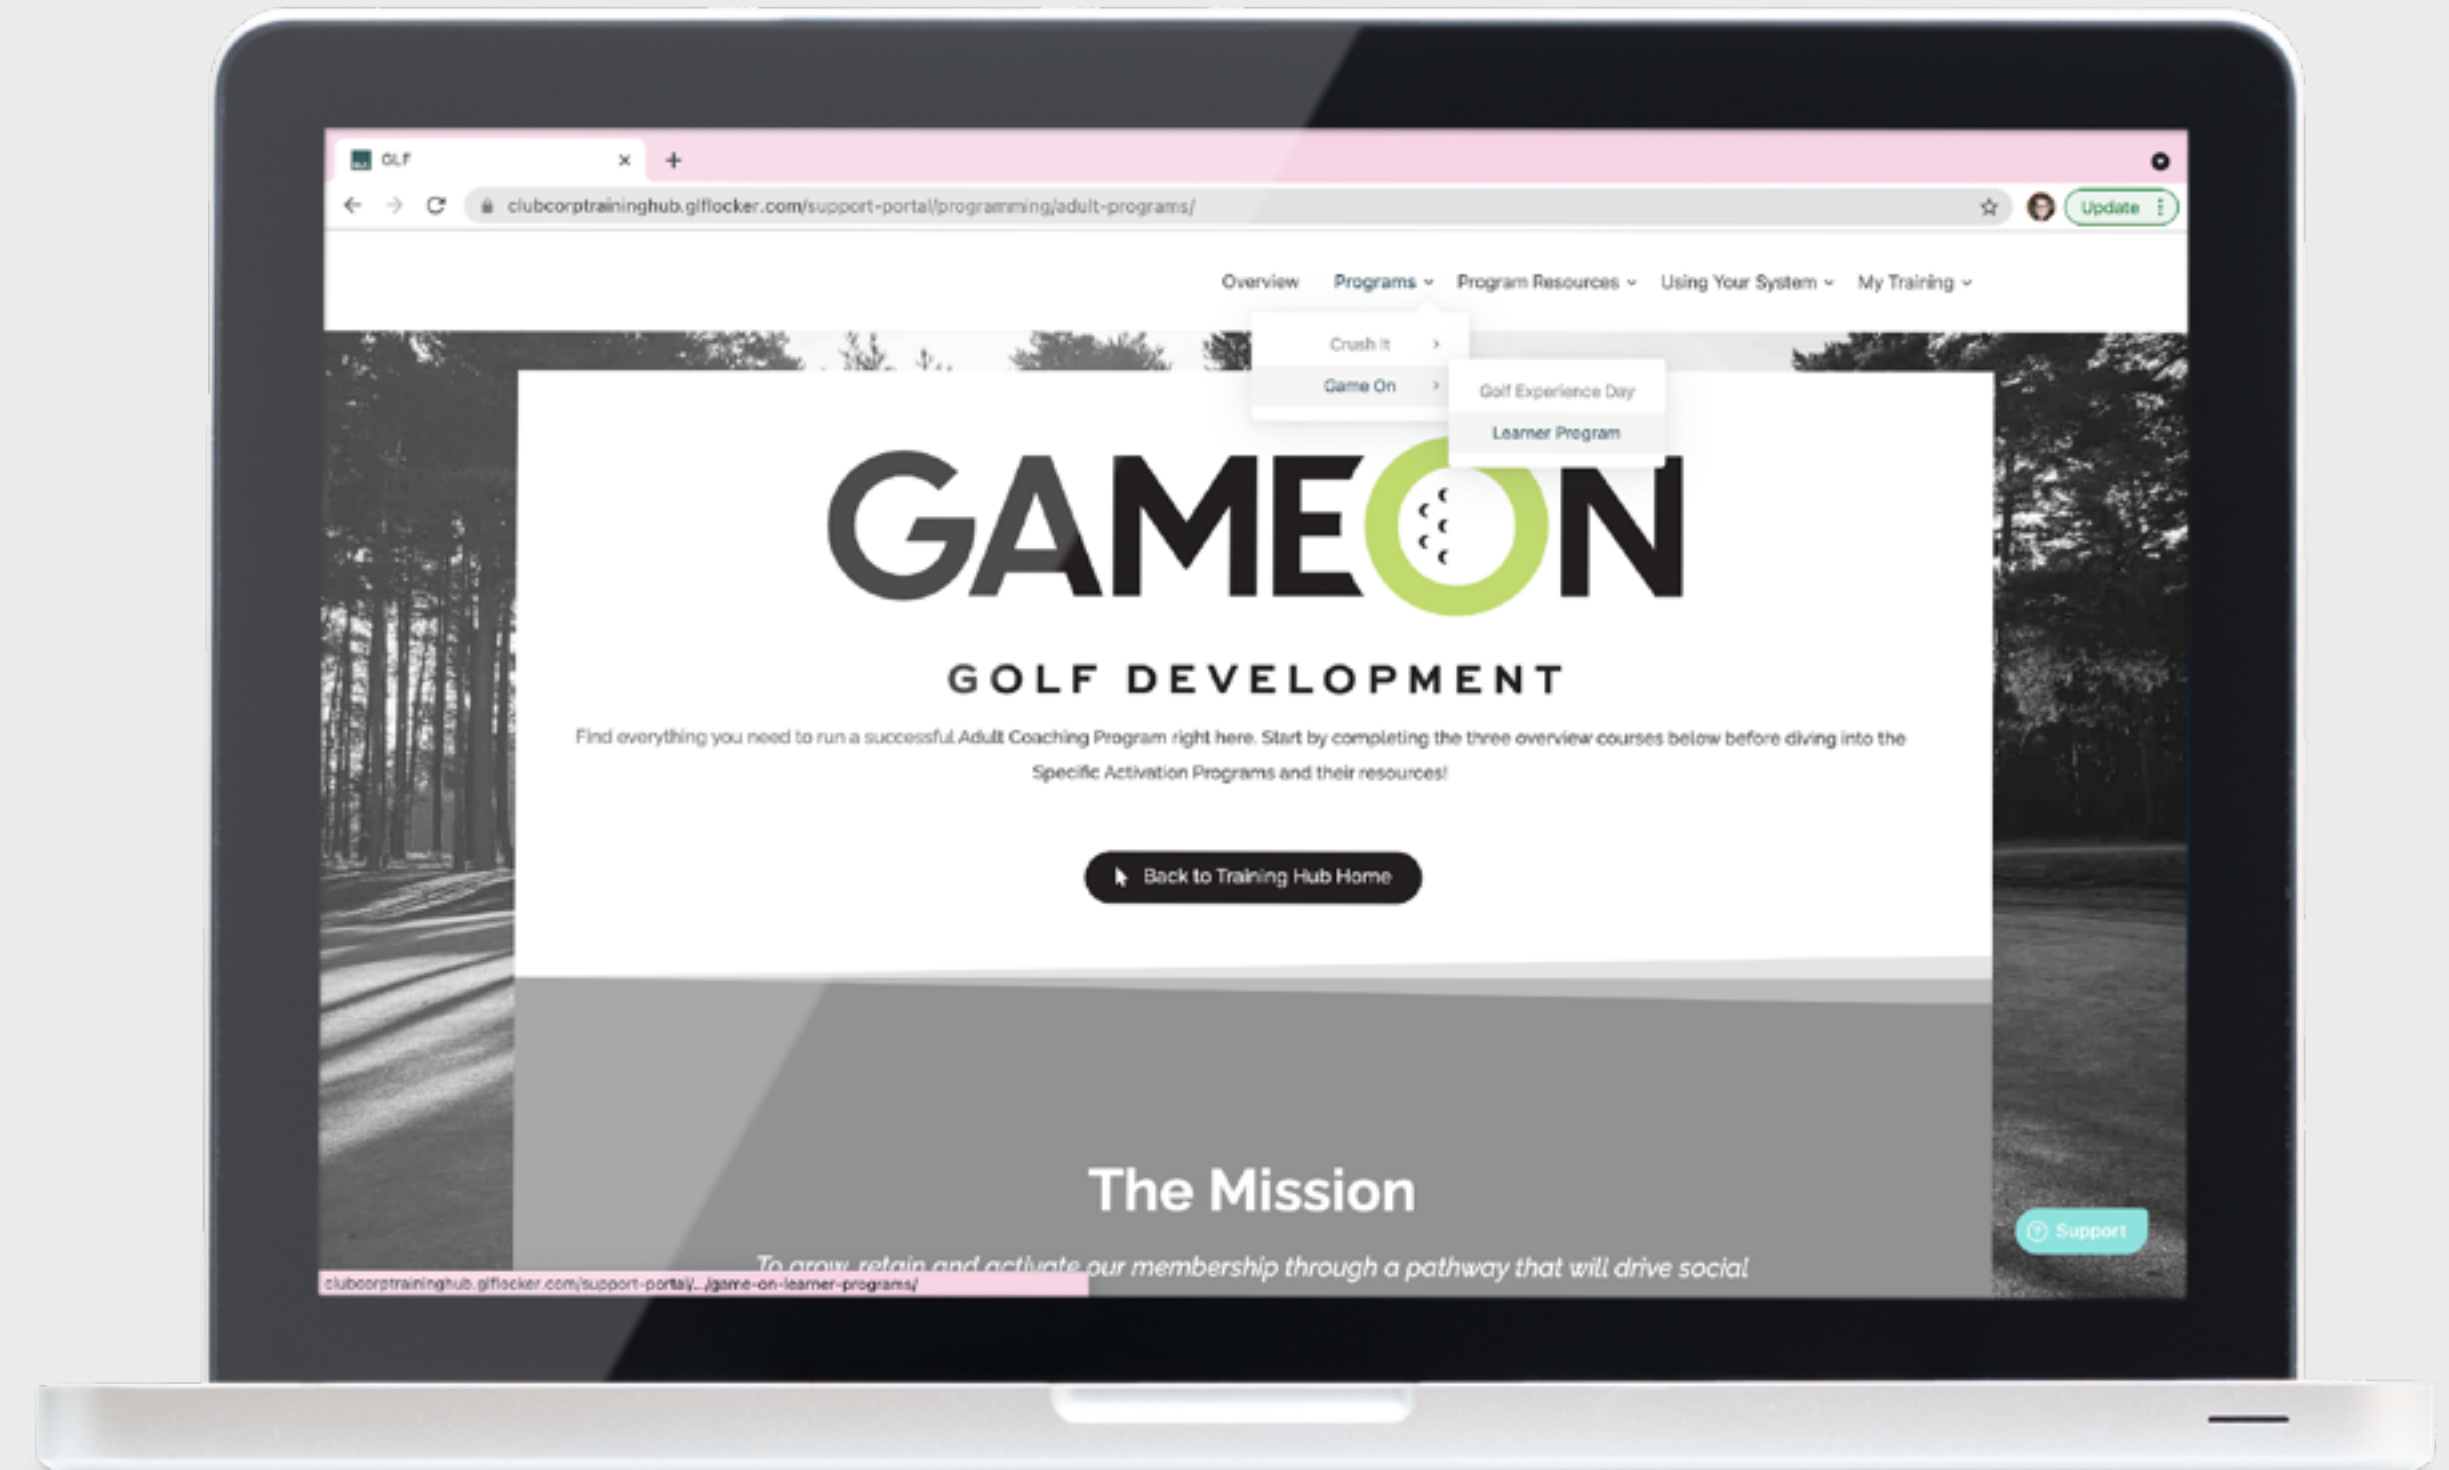 GLF
clubcorptraininghub.glflocker.com/support-portal/programming/adult-programs/
Update
Overview Programs Program Resources Using Your System My Training
Crush It
Game On
Golf Experience Day
Learner Program
GAMEON
GOLF DEVELOPMENT
Find everything you need to run a successful Adult Coaching Program right here. Start by completing the three overview courses below before diving into the
Specific Activation Programs and their resources!
Back to Training Hub Home
The Mission
Support
To grow, retain and activate our membership through a pathway that will drive social
clubcorptraininghub.glflocker.com/support-portal/.../game-on-learner-programs/